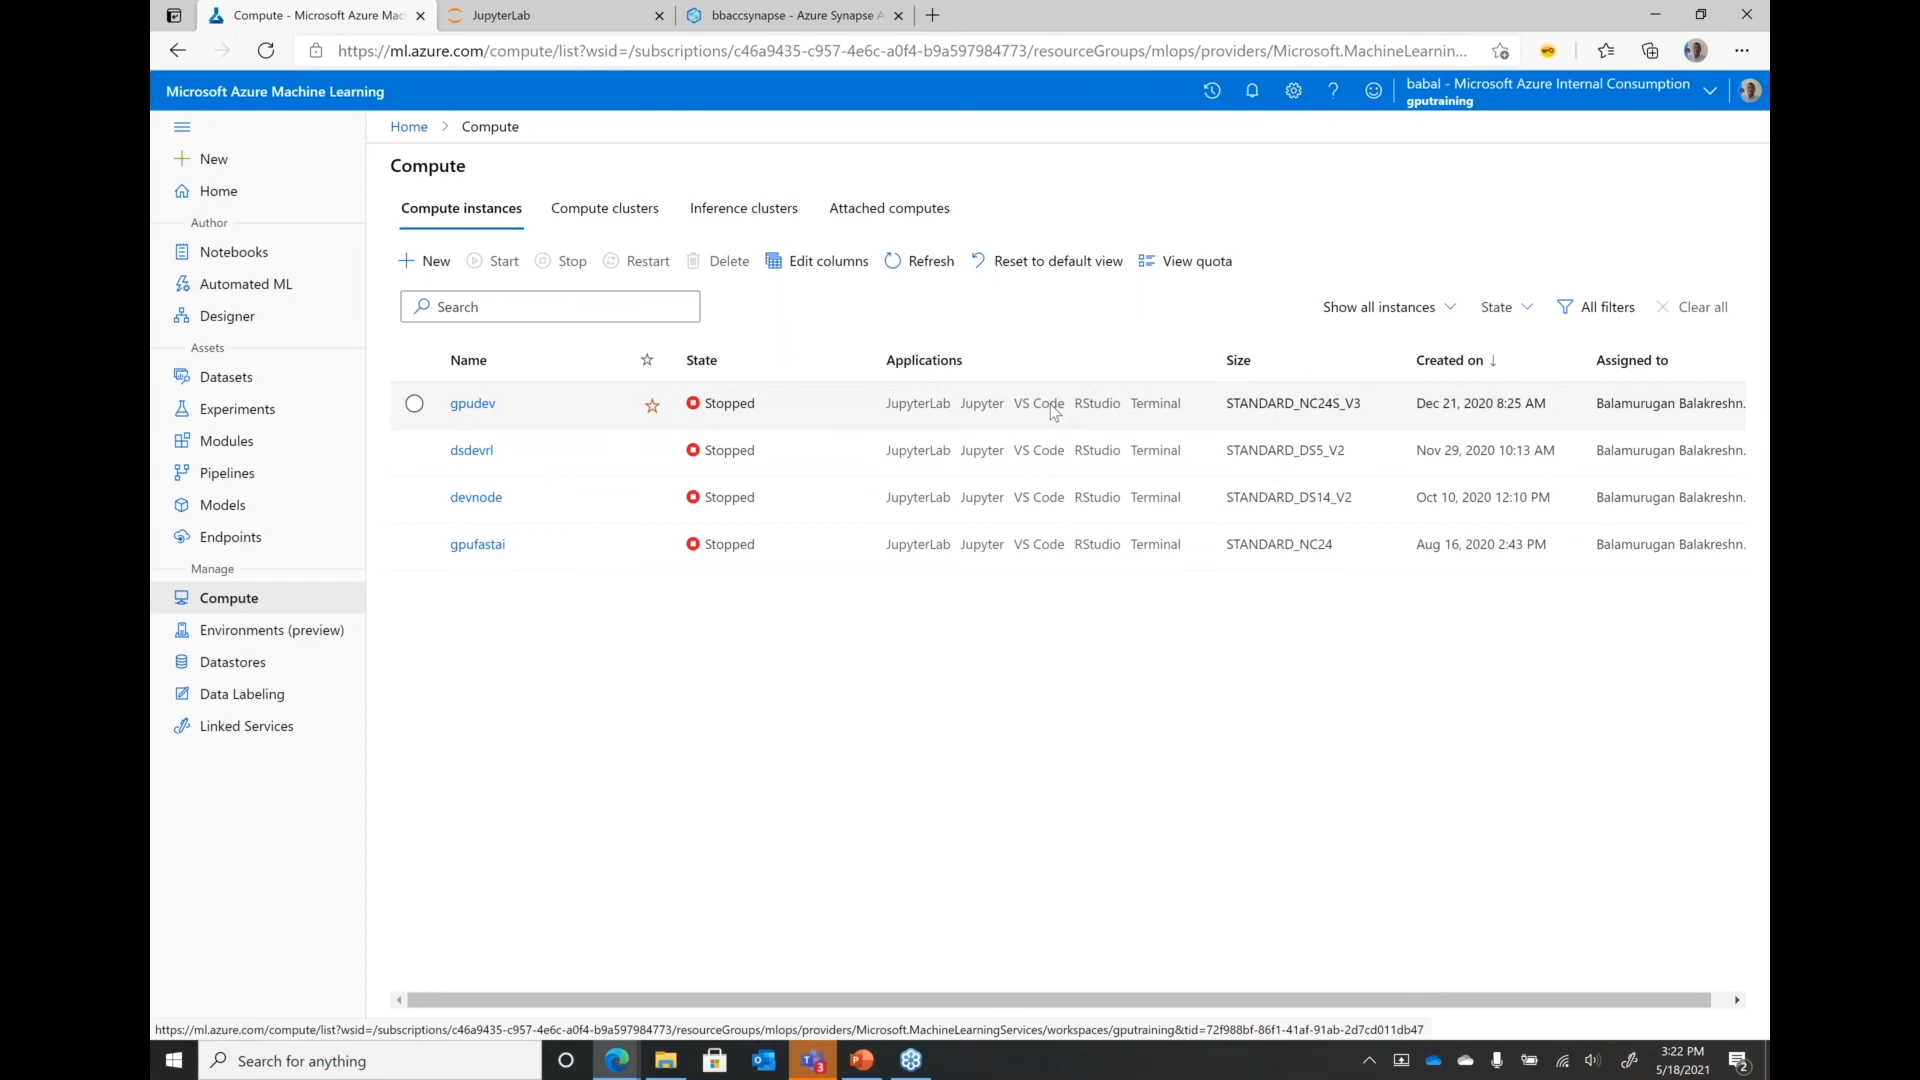 Compute - Microsoft Azure Mac
JupyterLab
bbaccsynapse - Azure Synapse A
https://ml.azure.com/compute/list?wsid=/subscriptions/c46a9435-c957-4e6c-a0f4-b9a597984773/resourceGroups/mlops/providers/Microsoft.MachineLearnin...
Microsoft Azure Machine Learning
babal - Microsoft Azure Internal Consumption
gputraining
Home > Compute
New
Home
Author
Notebooks
Automated ML
Designer
Assets
Datasets
Experiments
Modules
Pipelines
Models
Endpoints
Manage
Compute
Environments (preview)
Datastores
Data Labeling
Linked Services
Compute
Compute instances Compute clusters Inference clusters Attached computes
New Start Stop Restart Delete Edit columns Refresh Reset to default view View quota
Search
Show all instances State All filters Clear all
Name State Applications Size Created on ↓ Assigned to
gpudev Stopped JupyterLab Jupyter VS Code RStudio Terminal STANDARD_NC24S_V3 Dec 21, 2020 8:25 AM Balamurugan Balakreshn.
dsdevrl Stopped JupyterLab Jupyter VS Code RStudio Terminal STANDARD_DS5_V2 Nov 29, 2020 10:13 AM Balamurugan Balakreshn.
devnode Stopped JupyterLab Jupyter VS Code RStudio Terminal STANDARD_DS14_V2 Oct 10, 2020 12:10 PM Balamurugan Balakreshn.
gpufastai Stopped JupyterLab Jupyter VS Code RStudio Terminal STANDARD_NC24 Aug 16, 2020 2:43 PM Balamurugan Balakreshn.
https://ml.azure.com/compute/list?wsid=/subscriptions/c46a9435-c957-4e6c-a0f4-b9a597984773/resourceGroups/mlops/providers/Microsoft.MachineLearningServices/workspaces/gputraining&tid=72f988bf-86f1-41af-91ab-2d7cd011db47
Search for anything
3
3:22 PM
5/18/2021
2